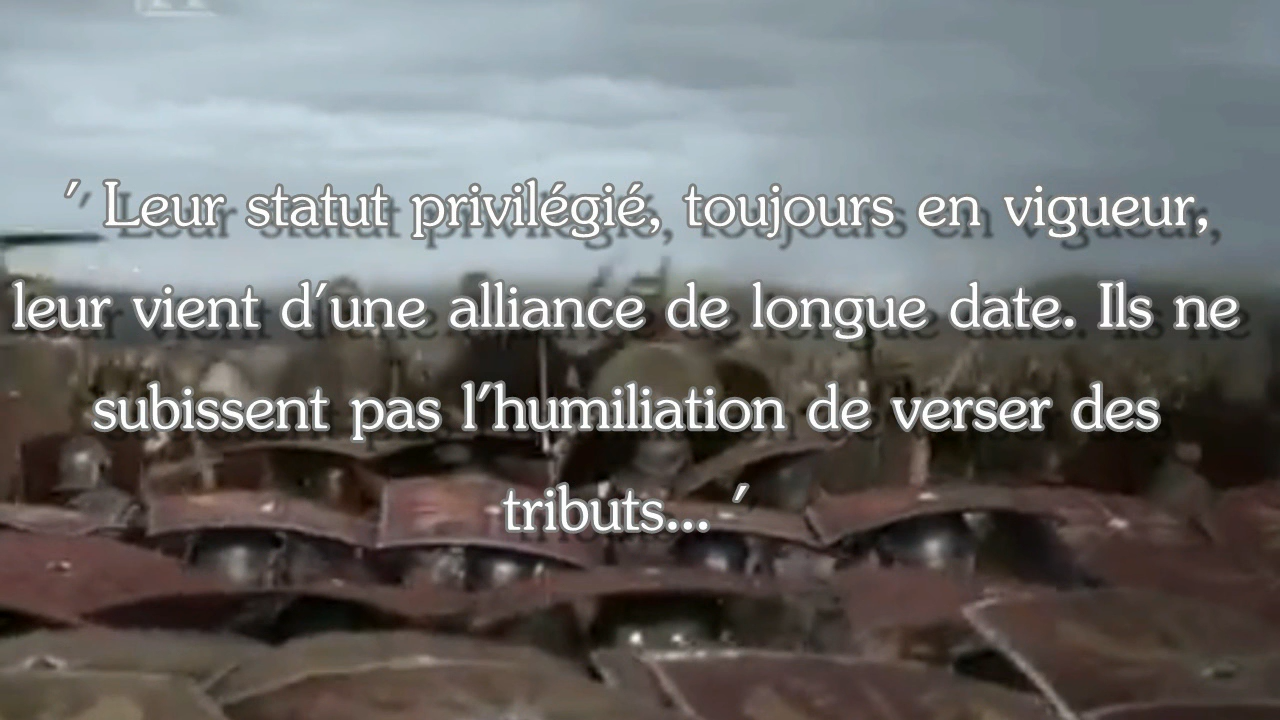 ' Leur statut privilégié, toujours en vigueur,
leur vient d'une alliance de longue date. Ils ne
subissent pas l'humiliation de verser des
tributs... '